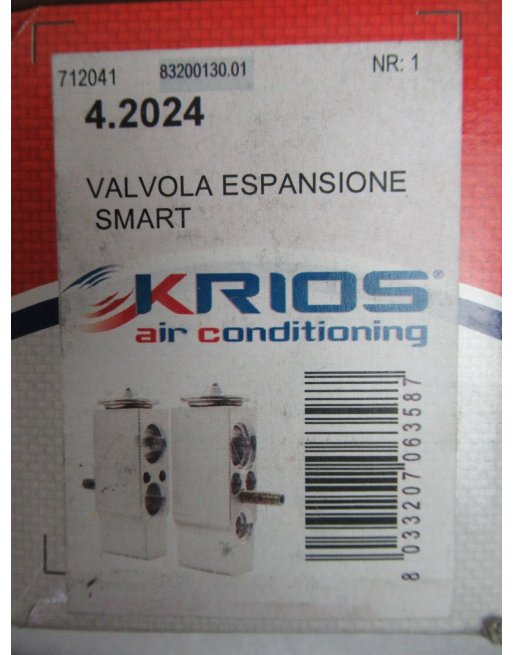 712041 83200130.01 NR: 1
4.2024
VALVOLA ESPANSIONE
SMART
KRIOS®
air conditioning
8 033207 063587